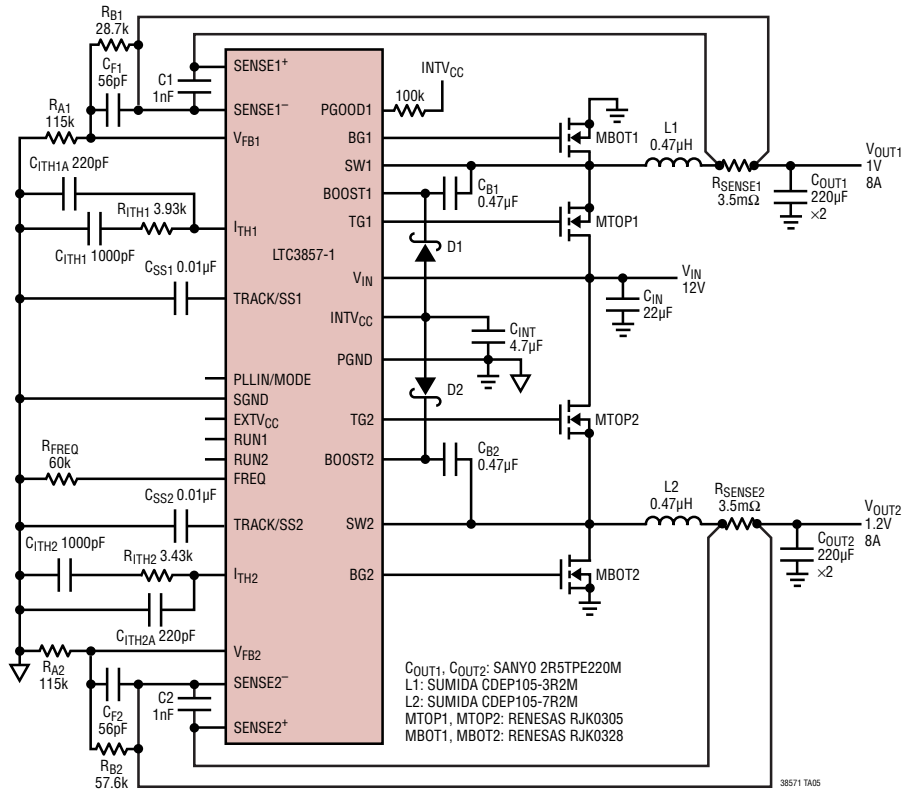 RB1
28.7k
CF1
56pF
C1
1nF
RA1
115k
CITH1A 220pF
RITH1 3.93k
CITH1 1000pF
CSS1 0.01µF
RFREQ
60k
CSS2 0.01µF
CITH2 1000pF
RITH2 3.43k
CITH2A 220pF
RA2
115k
CF2
56pF
C2
1nF
RB2
57.6k
SENSE1+
SENSE1–
VFB1
ITH1
LTC3857-1
TRACK/SS1
PLLIN/MODE
SGND
EXTVCC
RUN1
RUN2
FREQ
TRACK/SS2
ITH2
VFB2
SENSE2–
SENSE2+
PGOOD1
BG1
SW1
BOOST1
TG1
VIN
INTVCC
PGND
TG2
BOOST2
SW2
BG2
INTVCC
100k
MBOT1
L1
0.47µH
CB1
0.47µF
MTOP1
D1
RSENSE1
3.5mΩ
COUT1
220µF
×2
VOUT1
1V
8A
VIN
12V
CIN
22µF
CINT
4.7µF
D2
MTOP2
CB2
0.47µF
L2
0.47µH
RSENSE2
3.5mΩ
VOUT2
1.2V
8A
COUT2
220µF
×2
MBOT2
COUT1, COUT2: SANYO 2R5TPE220M
L1: SUMIDA CDEP105-3R2M
L2: SUMIDA CDEP105-7R2M
MTOP1, MTOP2: RENESAS RJK0305
MBOT1, MBOT2: RENESAS RJK0328
38571 TA05